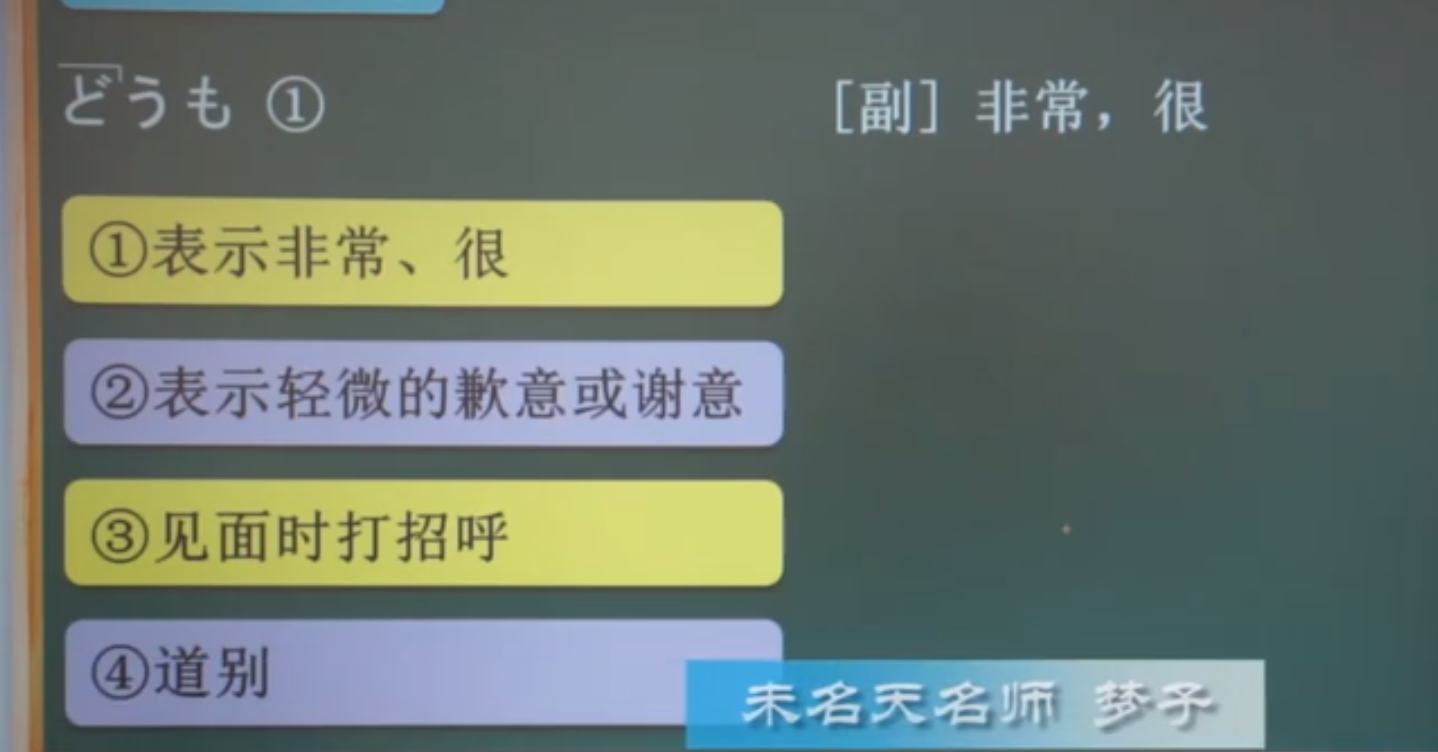 どうも ① [副] 非常，很
①表示非常、很
②表示轻微的歉意或谢意
③见面时打招呼
④道别
未名天名师 梦子